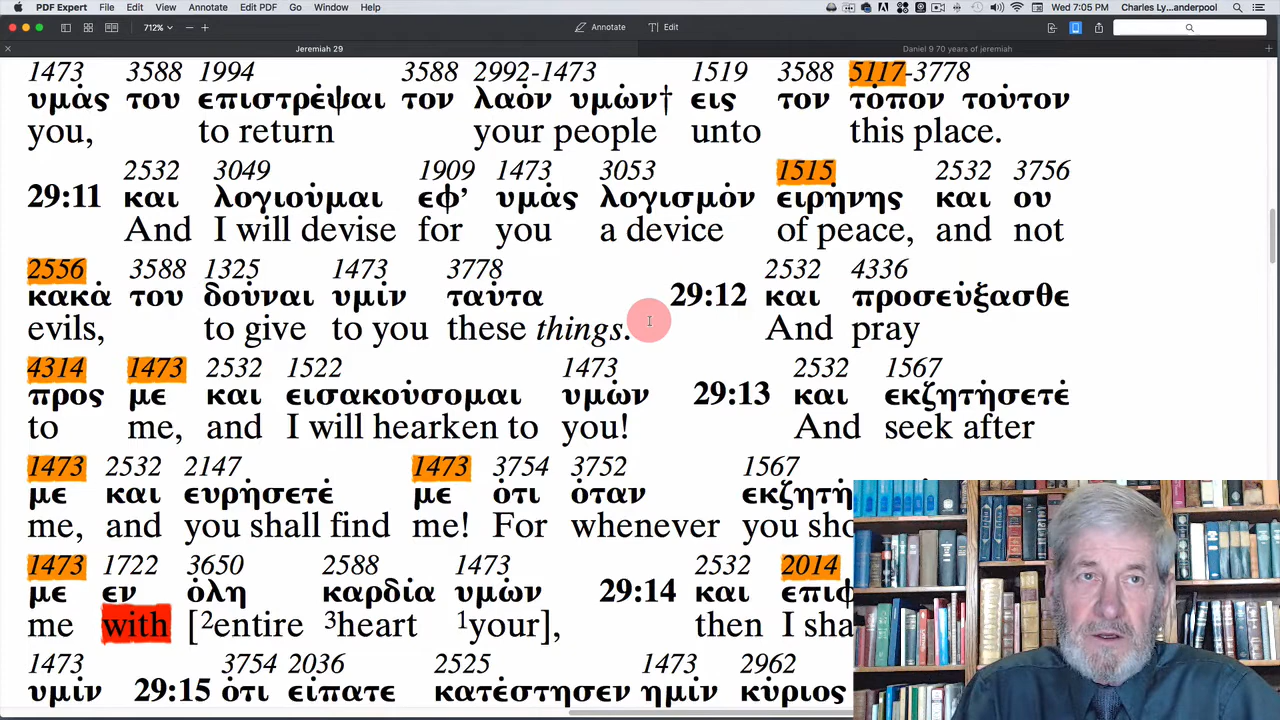 PDF Expert File Edit View Annotate Edit PDF Go Window Help Wed 7:05 PM Charles Ly...anderpool
712% Annotate Edit
Jeremiah 29 Daniel 9 70 years of jeremiah
1473 3588 1994 3588 2992-1473 1519 3588 5117-3778
υμάς του επιστρέψαι τον λαόν υμών† εις τον τόπον τούτον
you, to return your people unto this place.
2532 3049 1909 1473 3053 1515 2532 3756
29:11 και λογιούμαι εφ’ υμάς λογισμόν ειρήνης και ου
And I will devise for you a device of peace, and not
2556 3588 1325 1473 3778 2532 4336
κακά του δούναι υμίν ταύτα 29:12 και προσεύξασθε
evils, to give to you these things. And pray
4314 1473 2532 1522 1473 2532 1567
προς με και εισακούσομαι υμών 29:13 και εκζητήσετέ
to me, and I will hearken to you! And seek after
1473 2532 2147 1473 3754 3752 1567
με και ευρήσετέ με ότι όταν
me, and you shall find me! For whenever you
1473 1722 3650 2588 1473 2532 2014
με εν όλη καρδία υμών 29:14 και
me with [²entire ³heart ¹your], then I
1473 3754 2036 2525 1473 2962
υμίν 29:15 ότι είπατε κατέστησεν ημίν κύριος